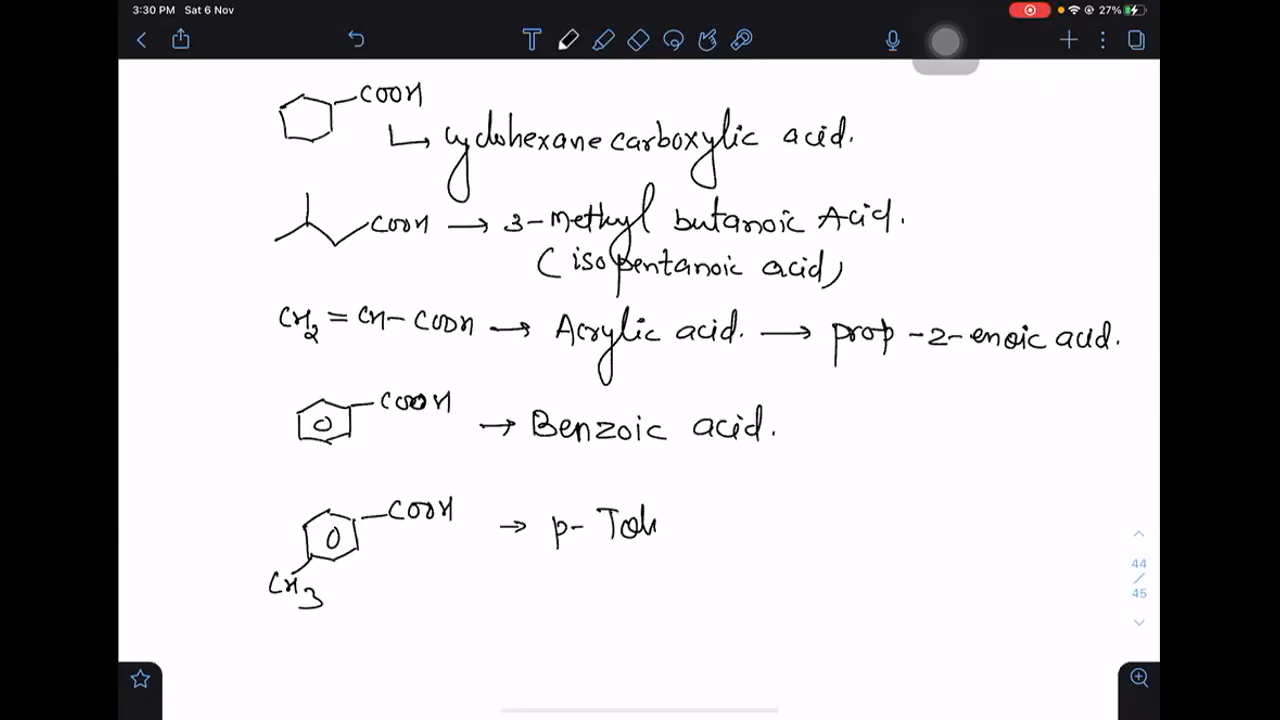 3:30 PM Sat 6 Nov
27%
COOH
cyclohexane carboxylic acid.
COOH → 3-Methyl butanoic Acid.
(isopentanoic acid)
CH2 = CH - COOH → Acrylic acid. → prop -2- enoic acid.
COOH → Benzoic acid.
COOH → p-
CH3
44
/
45